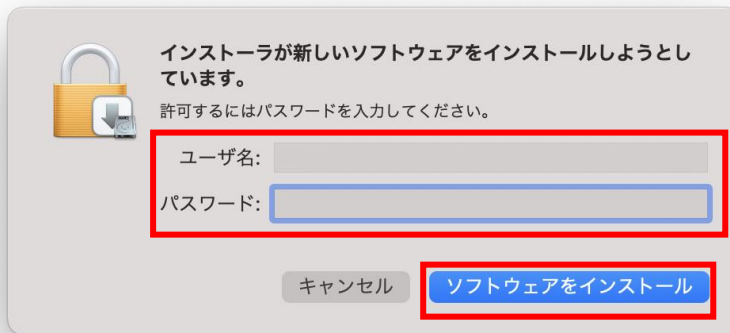 インストーラが新しいソフトウェアをインストールしようとし
ています。
許可するにはパスワードを入力してください。
ユーザ名:
パスワード:
キャンセル
ソフトウェアをインストール